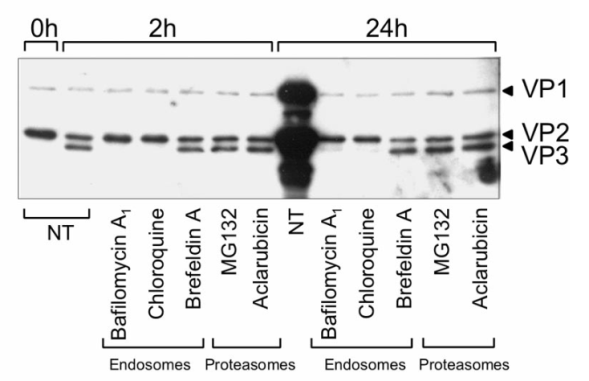 0h 2h 24h
VP1
VP2
VP3
NT Bafilomycin A1 Chloroquine Brefeldin A MG132 Aclarubicin NT Bafilomycin A1 Chloroquine Brefeldin A MG132 Aclarubicin
Endosomes Proteasomes Endosomes Proteasomes